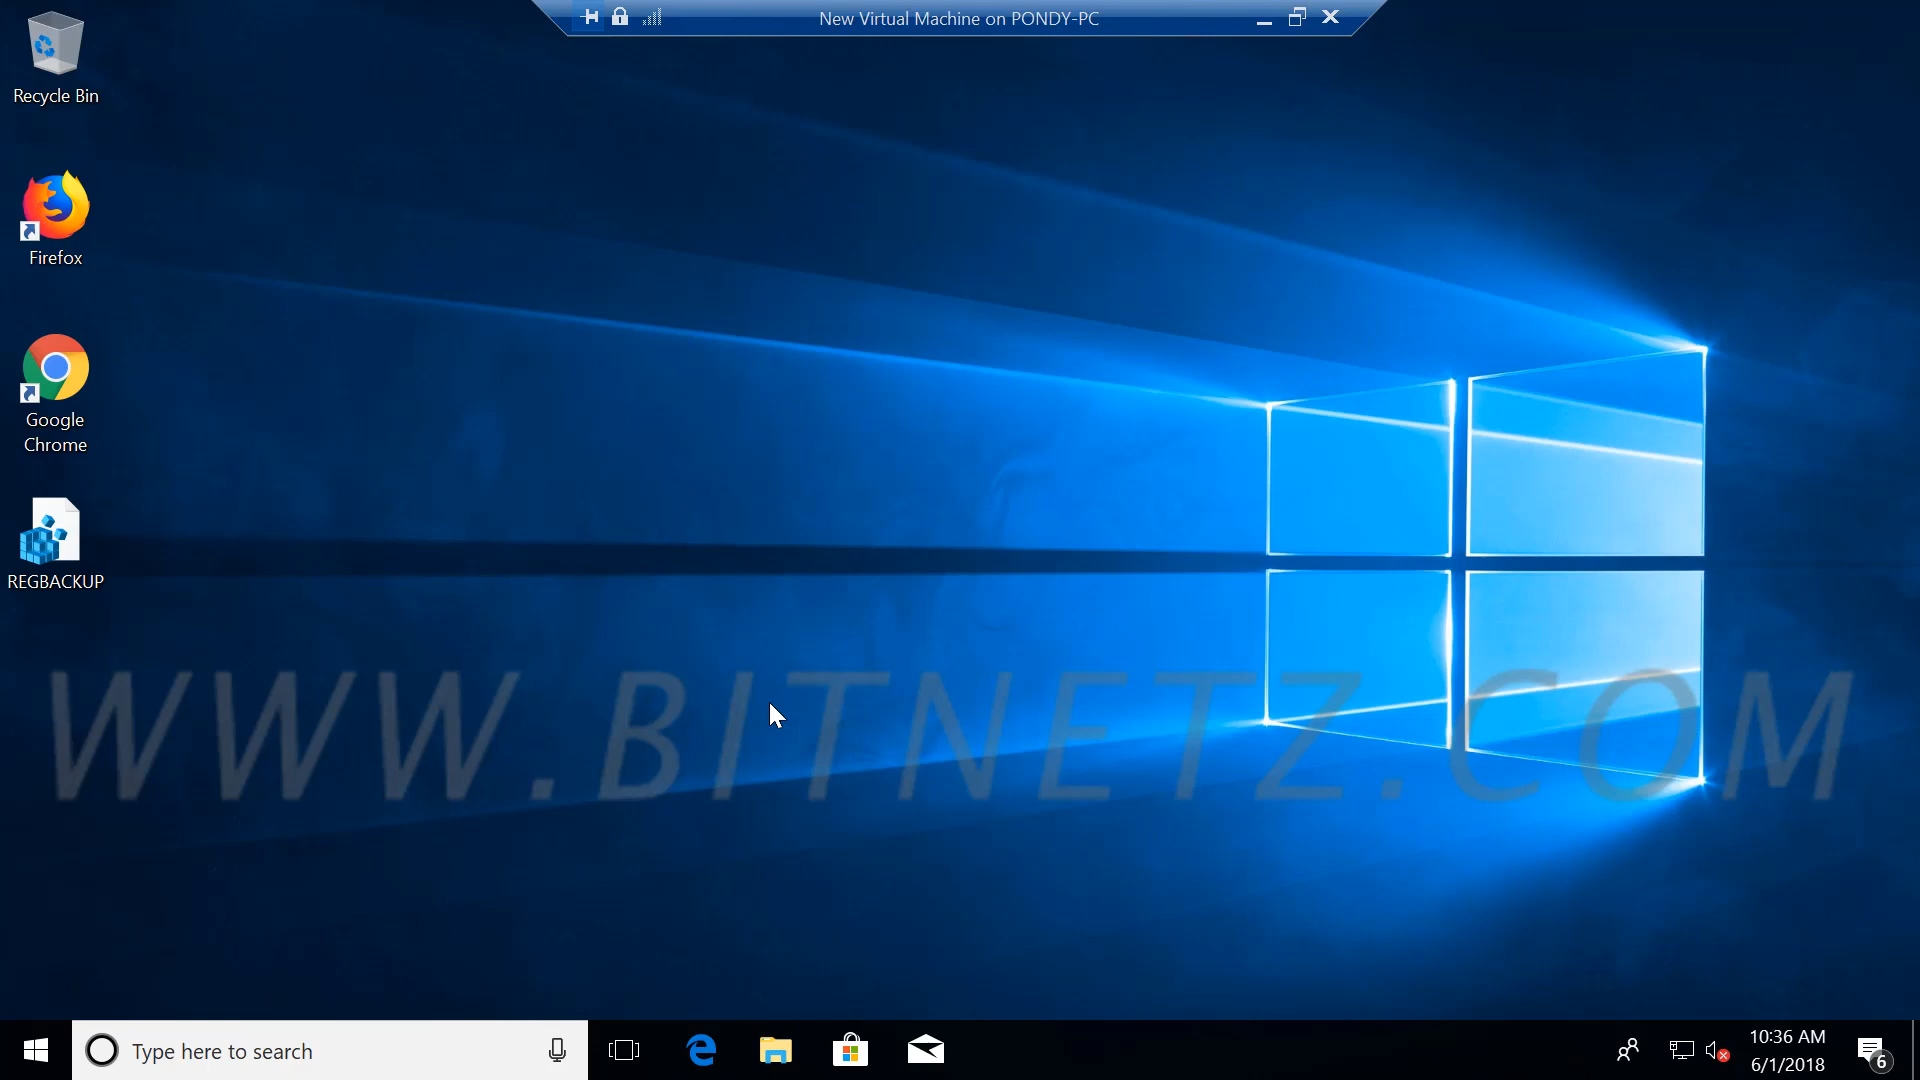 New Virtual Machine on PONDY-PC
Recycle Bin
Firefox
Google
Chrome
REGBACKUP
WWW.BITNETZ.COM
Type here to search
10:36 AM
6/1/2018
6